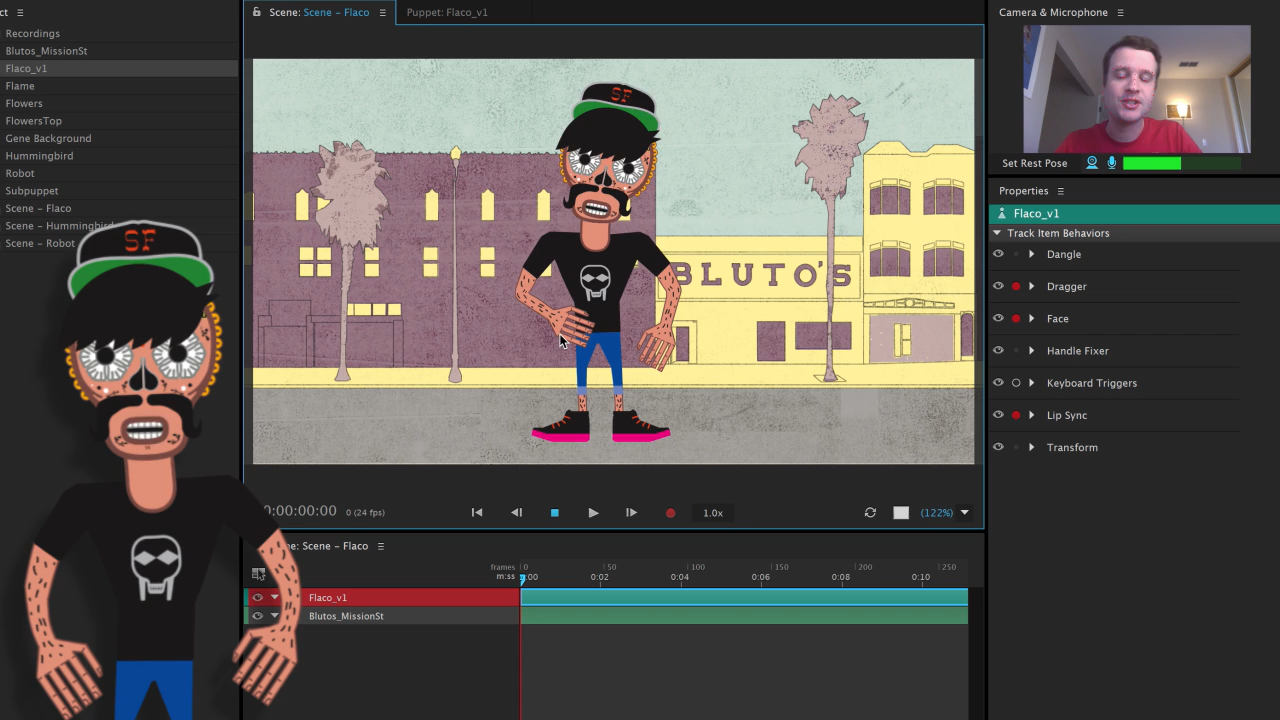 ct
Recordings
Blutos_MissionSt
Flaco_v1
Flame
Flowers
FlowersTop
Gene Background
Hummingbird
Robot
Subpuppet
Scene – Flaco
Scene – Hummingbird
Scene – Robot
SF
Scene: Scene – Flaco
Puppet: Flaco_v1
SF
BLUTO'S
0:00:00:00
0 (24 fps)
1.0x
(122%)
ne: Scene – Flaco
frames
0
50
100
150
200
250
m:ss
0:00
0:02
0:04
0:06
0:08
0:10
Flaco_v1
Blutos_MissionSt
Camera & Microphone
Set Rest Pose
Properties
Flaco_v1
Track Item Behaviors
Dangle
Dragger
Face
Handle Fixer
Keyboard Triggers
Lip Sync
Transform